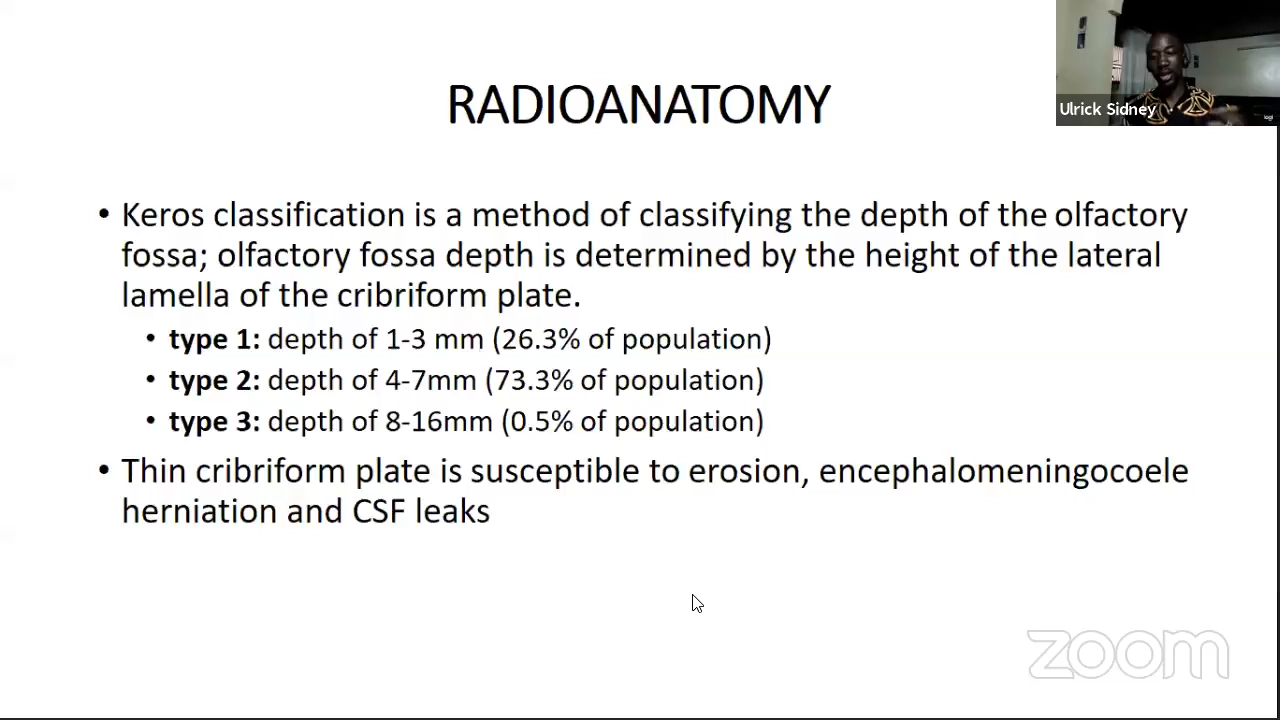 RADIOANATOMY
Ulrick Sidney
• Keros classification is a method of classifying the depth of the olfactory
fossa; olfactory fossa depth is determined by the height of the lateral
lamella of the cribriform plate.
• type 1: depth of 1-3 mm (26.3% of population)
• type 2: depth of 4-7mm (73.3% of population)
• type 3: depth of 8-16mm (0.5% of population)
• Thin cribriform plate is susceptible to erosion, encephalomeningocoele
herniation and CSF leaks
zoom